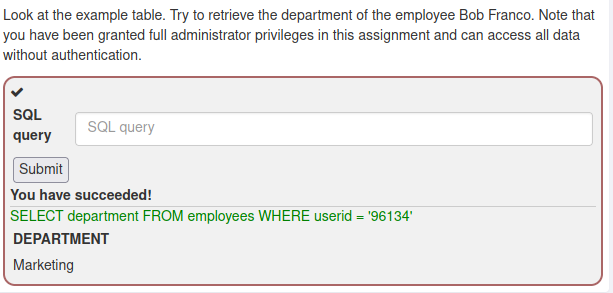 Look at the example table. Try to retrieve the department of the employee Bob Franco. Note that
you have been granted full administrator privileges in this assignment and can access all data
without authentication.
SQL query
SQL query
Submit
You have succeeded!
SELECT department FROM employees WHERE userid = '96134'
DEPARTMENT
Marketing